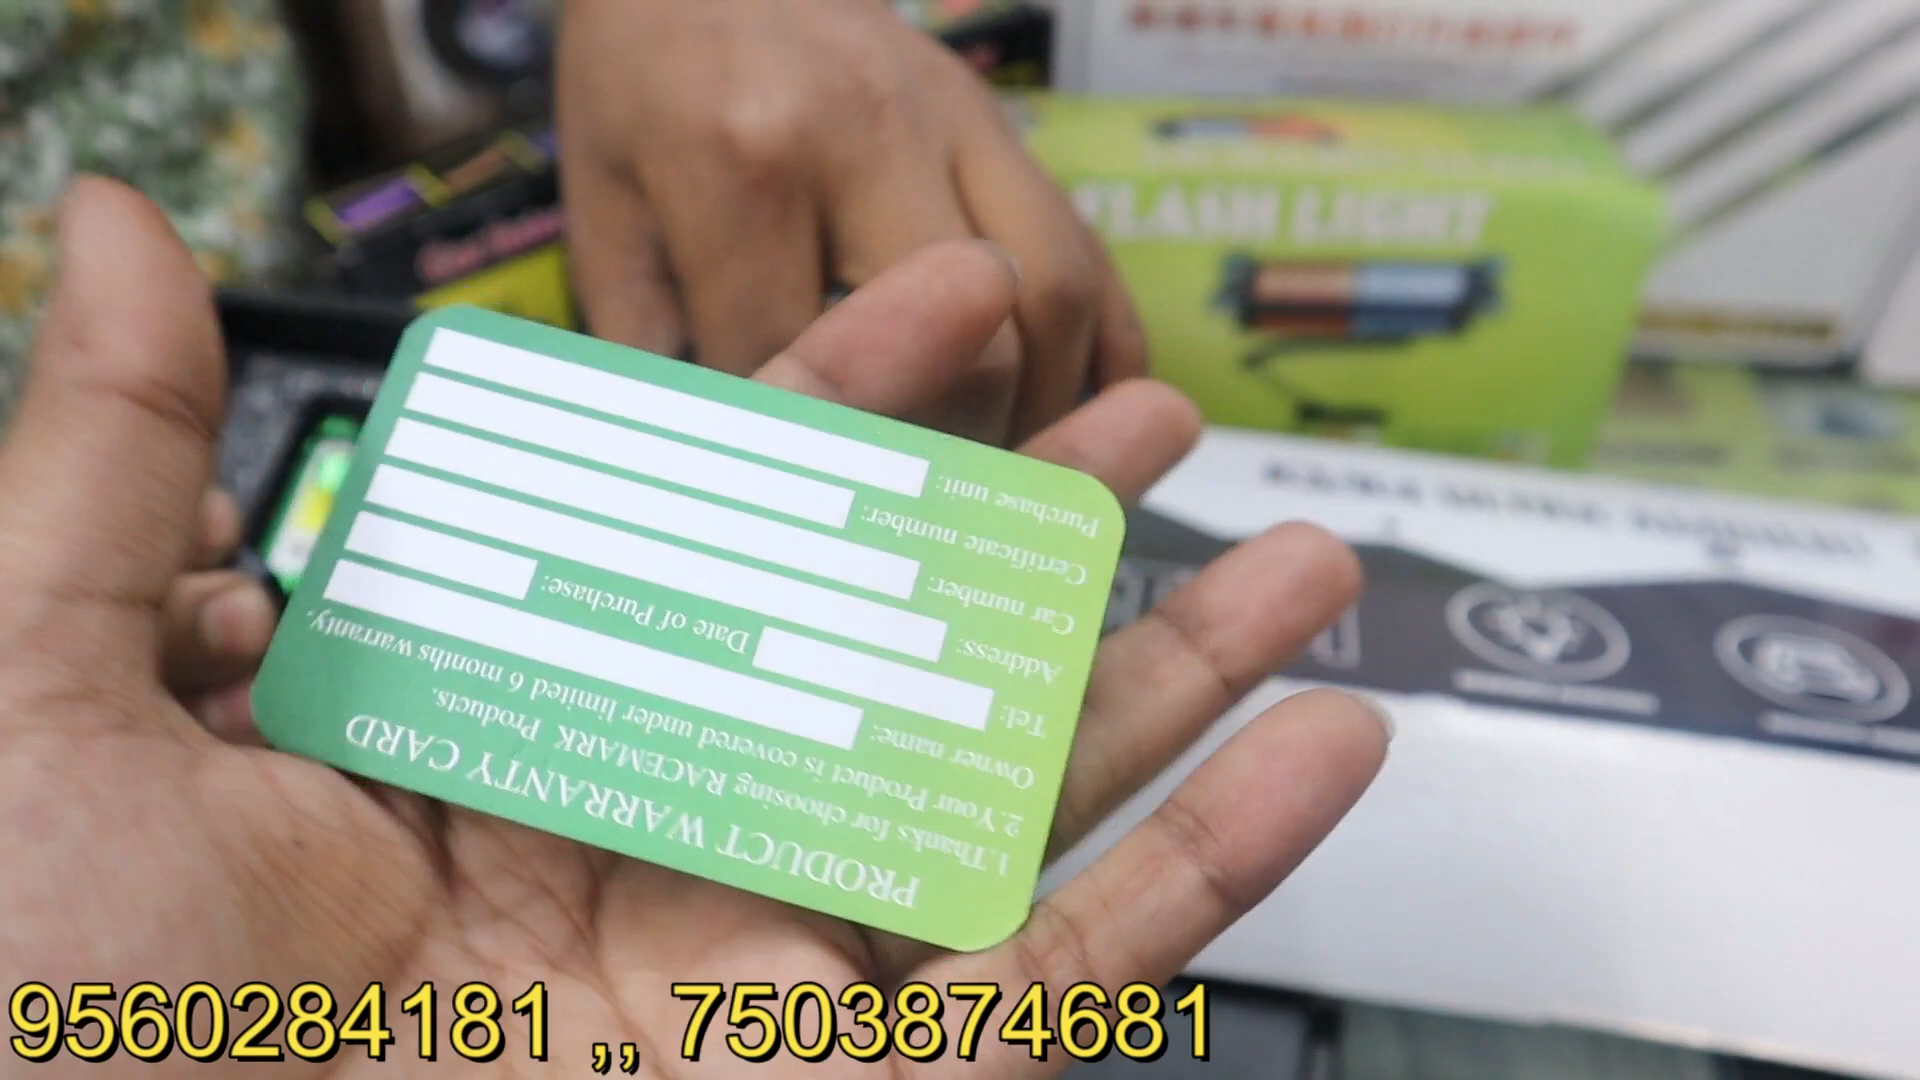 PRODUCT WARRANTY CARD
1.Thanks for choosing RACEMARK Products.
2.Your Product is covered under limited 6 months warranty.
Owner name:
Tel: Date of Purchase:
Address:
Car number:
Certificate number:
Purchase unit:
FLASH LIGHT
9560284181 ,, 7503874681